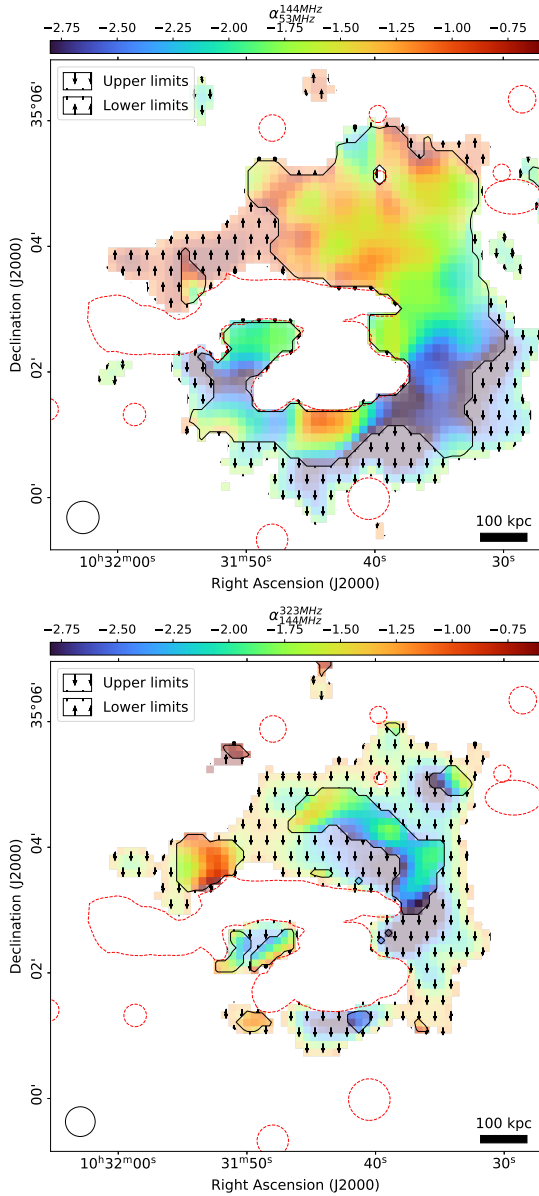 α^{144MHz}_{53MHz}
−2.75 −2.50 −2.25 −2.00 −1.75 −1.50 −1.25 −1.00 −0.75
Upper limits
Lower limits
35°06'
04'
02'
00'
Declination (J2000)
100 kpc
10ʰ32ᵐ00ˢ 31ᵐ50ˢ 40ˢ 30ˢ
Right Ascension (J2000)
α^{323MHz}_{144MHz}
−2.75 −2.50 −2.25 −2.00 −1.75 −1.50 −1.25 −1.00 −0.75
Upper limits
Lower limits
35°06'
04'
02'
00'
Declination (J2000)
100 kpc
10ʰ32ᵐ00ˢ 31ᵐ50ˢ 40ˢ 30ˢ
Right Ascension (J2000)